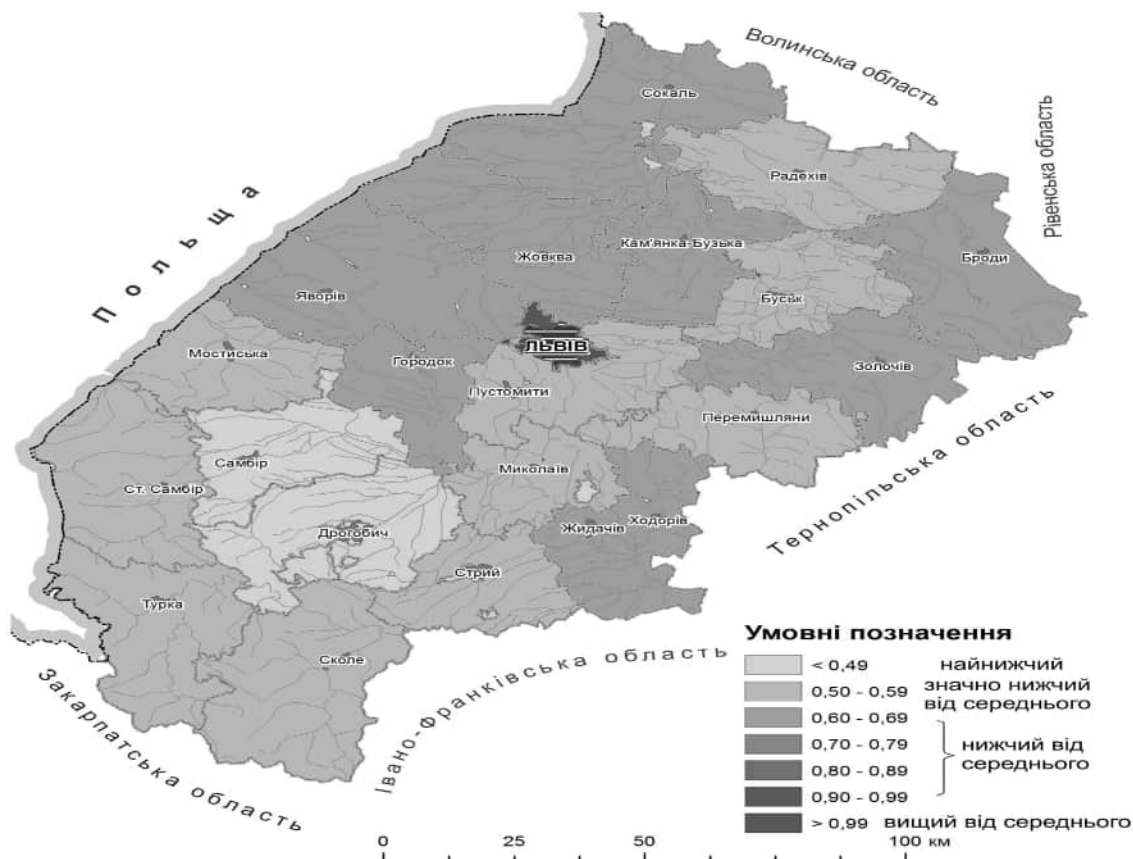 Волинська область
Рівенська область
Польща
Сокаль
Радехів
Кам'янка-Бузька
Жовква
Броди
Яворів
Буськ
ЛЬВІВ
Мостиська
Городок
Золочів
Пустомити
Перемишляни
Самбір
Миколаїв
Ст. Самбір
Ходорів
Жидачів
Дрогобич
Стрий
Турка
Сколе
Тернопільська область
Івано-Франківська область
Закарпатська область
Умовні позначення
< 0,49 найнижчий
0,50 - 0,59 значно нижчий від середнього
0,60 - 0,69
0,70 - 0,79 нижчий від
0,80 - 0,89 середнього
0,90 - 0,99
> 0,99 вищий від середнього
0 25 50 100 км